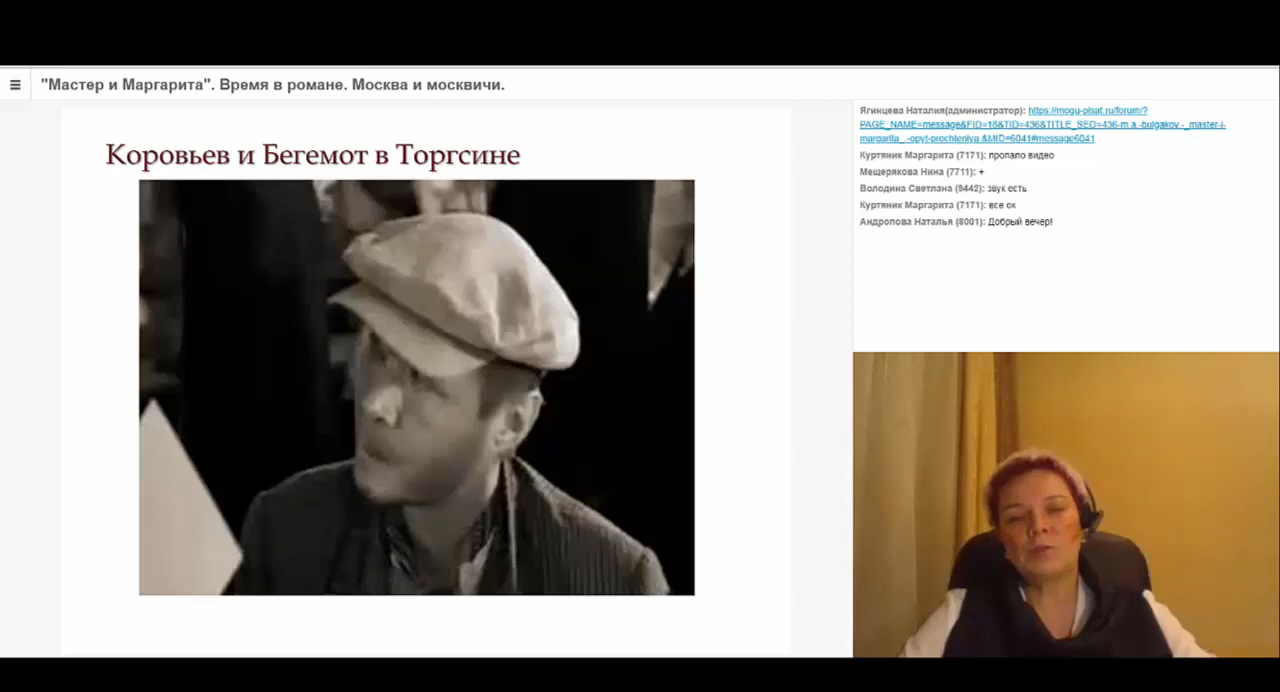 "Мастер и Маргарита". Время в романе. Москва и москвичи.
Коровьев и Бегемот в Торгсине
Ягинцева Наталия(администратор): https://mogu-pisat.ru/forum/?
PAGE_NAME=message&FID=18&TID=436&TITLE_SEO=436-m.a.-bulgakov.-_master-i-
margarita_.-opyt-prochteniya.&MID=6041#message6041
Куртяник Маргарита (7171): пропало видео
Мещерякова Нина (7711): +
Володина Светлана (9442): звук есть
Куртяник Маргарита (7171): все ок
Андропова Наталья (8001): Добрый вечер!